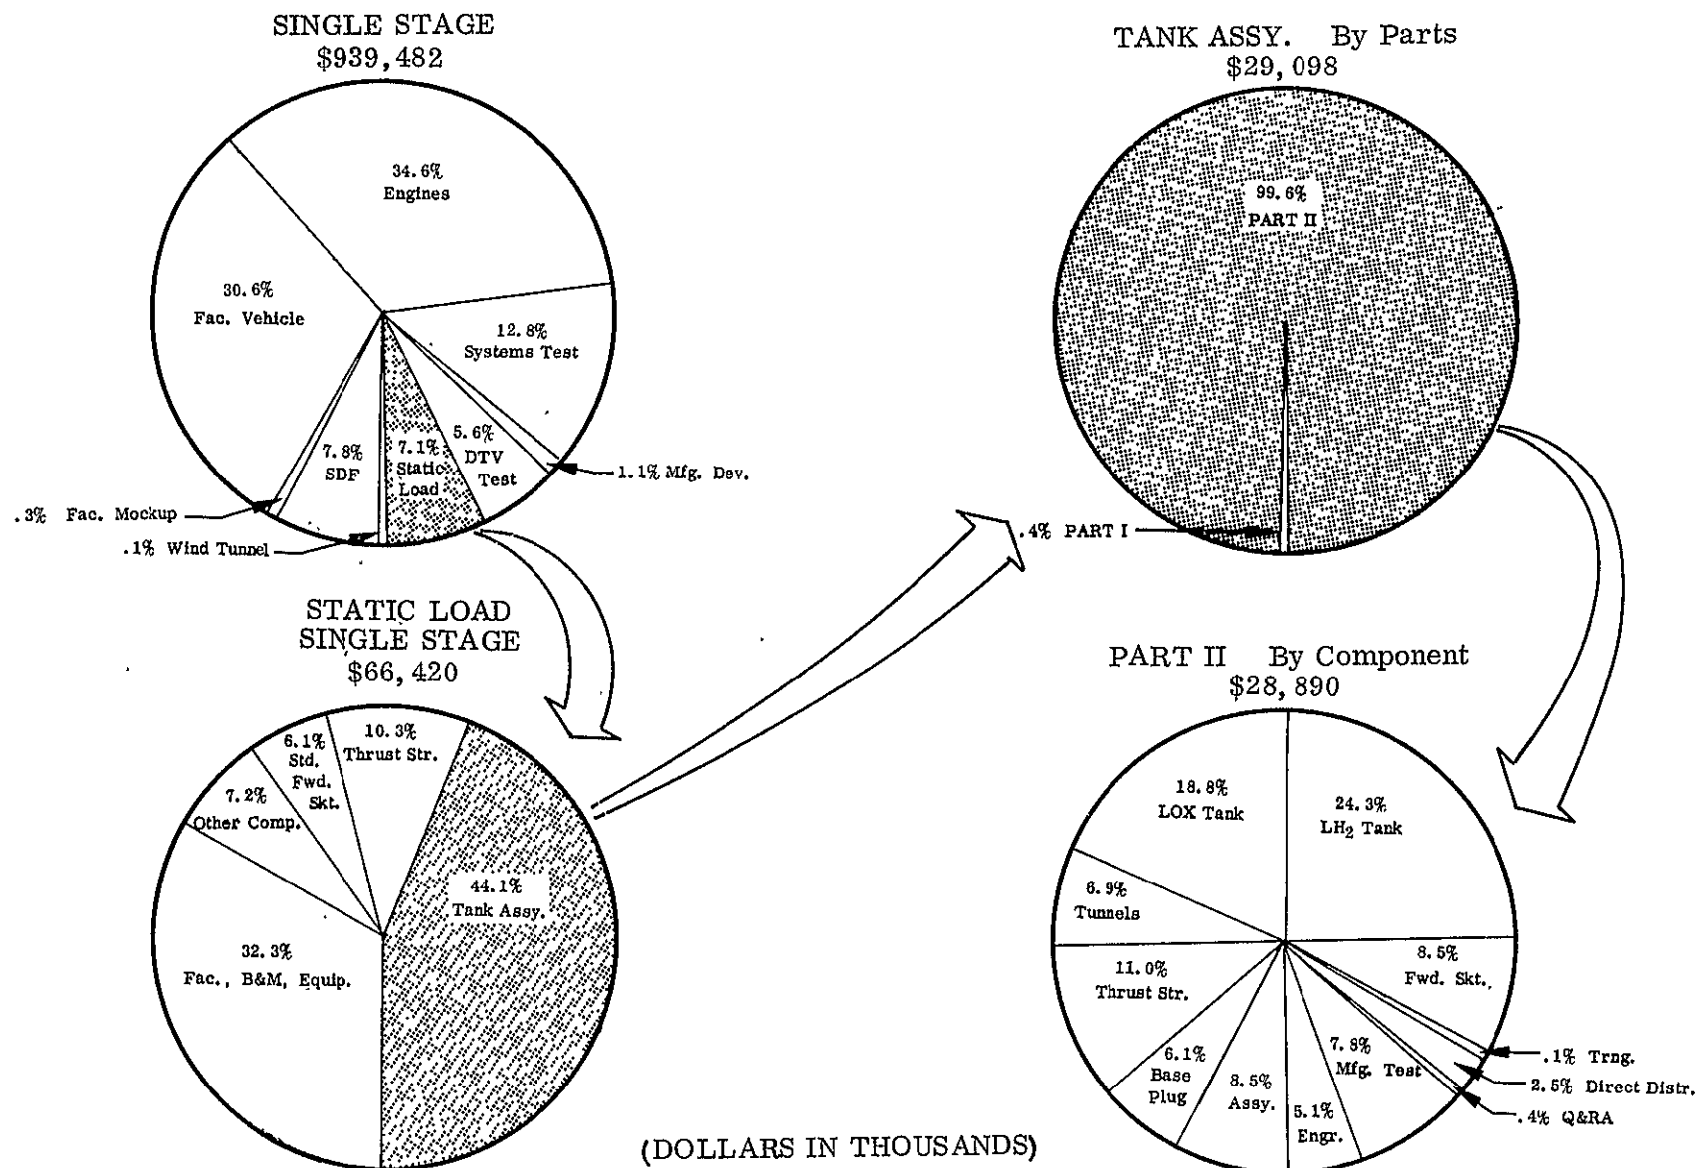 SINGLE STAGE
$939,482
34.6%
Engines
30.6%
Fac. Vehicle
12.8%
Systems Test
7.8%
SDF
7.1%
Static
Load
5.6%
DTV
Test
1.1% Mfg. Dev.
.3% Fac. Mockup
.1% Wind Tunnel
TANK ASSY. By Parts
$29,098
99.6%
PART II
.4% PART I
STATIC LOAD
SINGLE STAGE
$66,420
10.3%
Thrust Str.
6.1%
Std.
Fwd.
Skt.
7.2%
Other Comp.
44.1%
Tank Assy.
32.3%
Fac., B&M, Equip.
PART II By Component
$28,890
18.8%
LOX Tank
24.3%
LH₂ Tank
6.9%
Tunnels
8.5%
Fwd. Skt.
11.0%
Thrust Str.
6.1%
Base
Plug
8.5%
Assy.
5.1%
Engr.
7.8%
Mfg. Test
.1% Trng.
2.5% Direct Distr.
.4% Q&RA
(DOLLARS IN THOUSANDS)